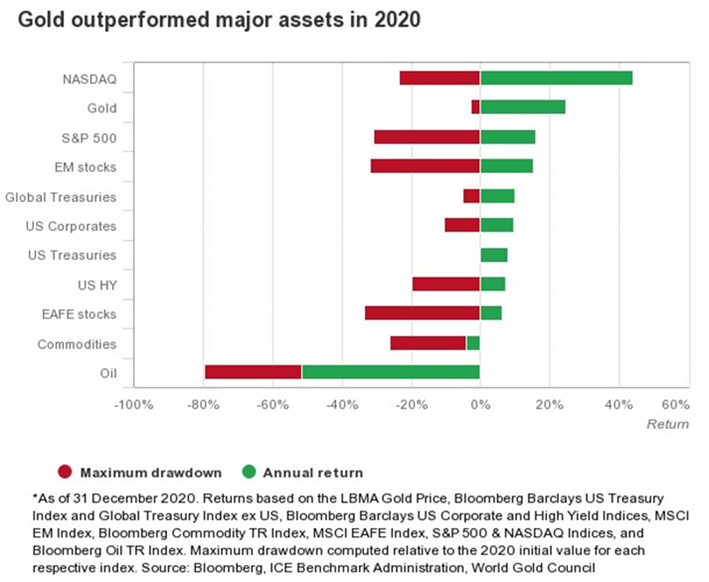 Gold outperformed major assets in 2020
NASDAQ
Gold
S&P 500
EM stocks
Global Treasuries
US Corporates
US Treasuries
US HY
EAFE stocks
Commodities
Oil
-100% -80% -60% -40% -20% 0% 20% 40% 60%
Return
Maximum drawdown Annual return
*As of 31 December 2020. Returns based on the LBMA Gold Price, Bloomberg Barclays US Treasury
Index and Global Treasury Index ex US, Bloomberg Barclays US Corporate and High Yield Indices, MSCI
EM Index, Bloomberg Commodity TR Index, MSCI EAFE Index, S&P 500 & NASDAQ Indices, and
Bloomberg Oil TR Index. Maximum drawdown computed relative to the 2020 initial value for each
respective index. Source: Bloomberg, ICE Benchmark Administration, World Gold Council